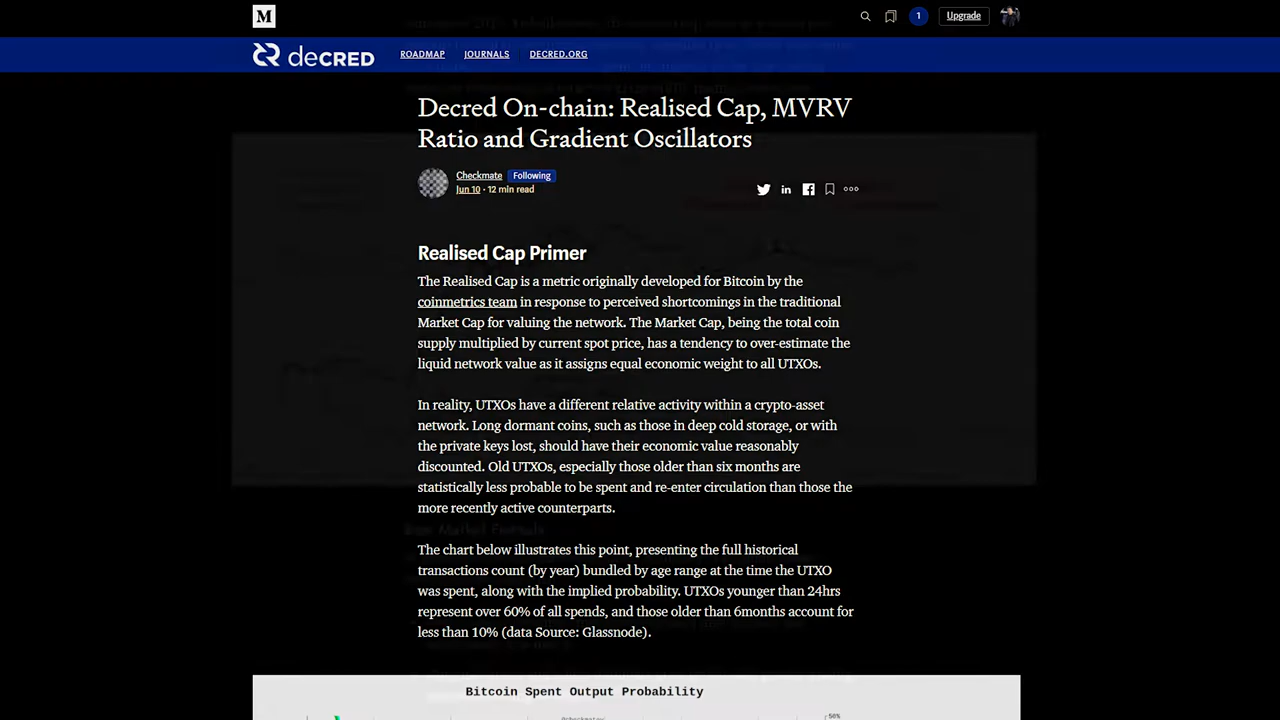 M
1
Upgrade
deCRED
ROADMAP
JOURNALS
DECRED.ORG
Decred On-chain: Realised Cap, MVRV
Ratio and Gradient Oscillators
Checkmate
Following
Jun 10 · 12 min read
Realised Cap Primer
The Realised Cap is a metric originally developed for Bitcoin by the
coinmetrics team in response to perceived shortcomings in the traditional
Market Cap for valuing the network. The Market Cap, being the total coin
supply multiplied by current spot price, has a tendency to over-estimate the
liquid network value as it assigns equal economic weight to all UTXOs.
In reality, UTXOs have a different relative activity within a crypto-asset
network. Long dormant coins, such as those in deep cold storage, or with
the private keys lost, should have their economic value reasonably
discounted. Old UTXOs, especially those older than six months are
statistically less probable to be spent and re-enter circulation than those the
more recently active counterparts.
The chart below illustrates this point, presenting the full historical
transactions count (by year) bundled by age range at the time the UTXO
was spent, along with the implied probability. UTXOs younger than 24hrs
represent over 60% of all spends, and those older than 6months account for
less than 10% (data Source: Glassnode).
Bitcoin Spent Output Probability
50%